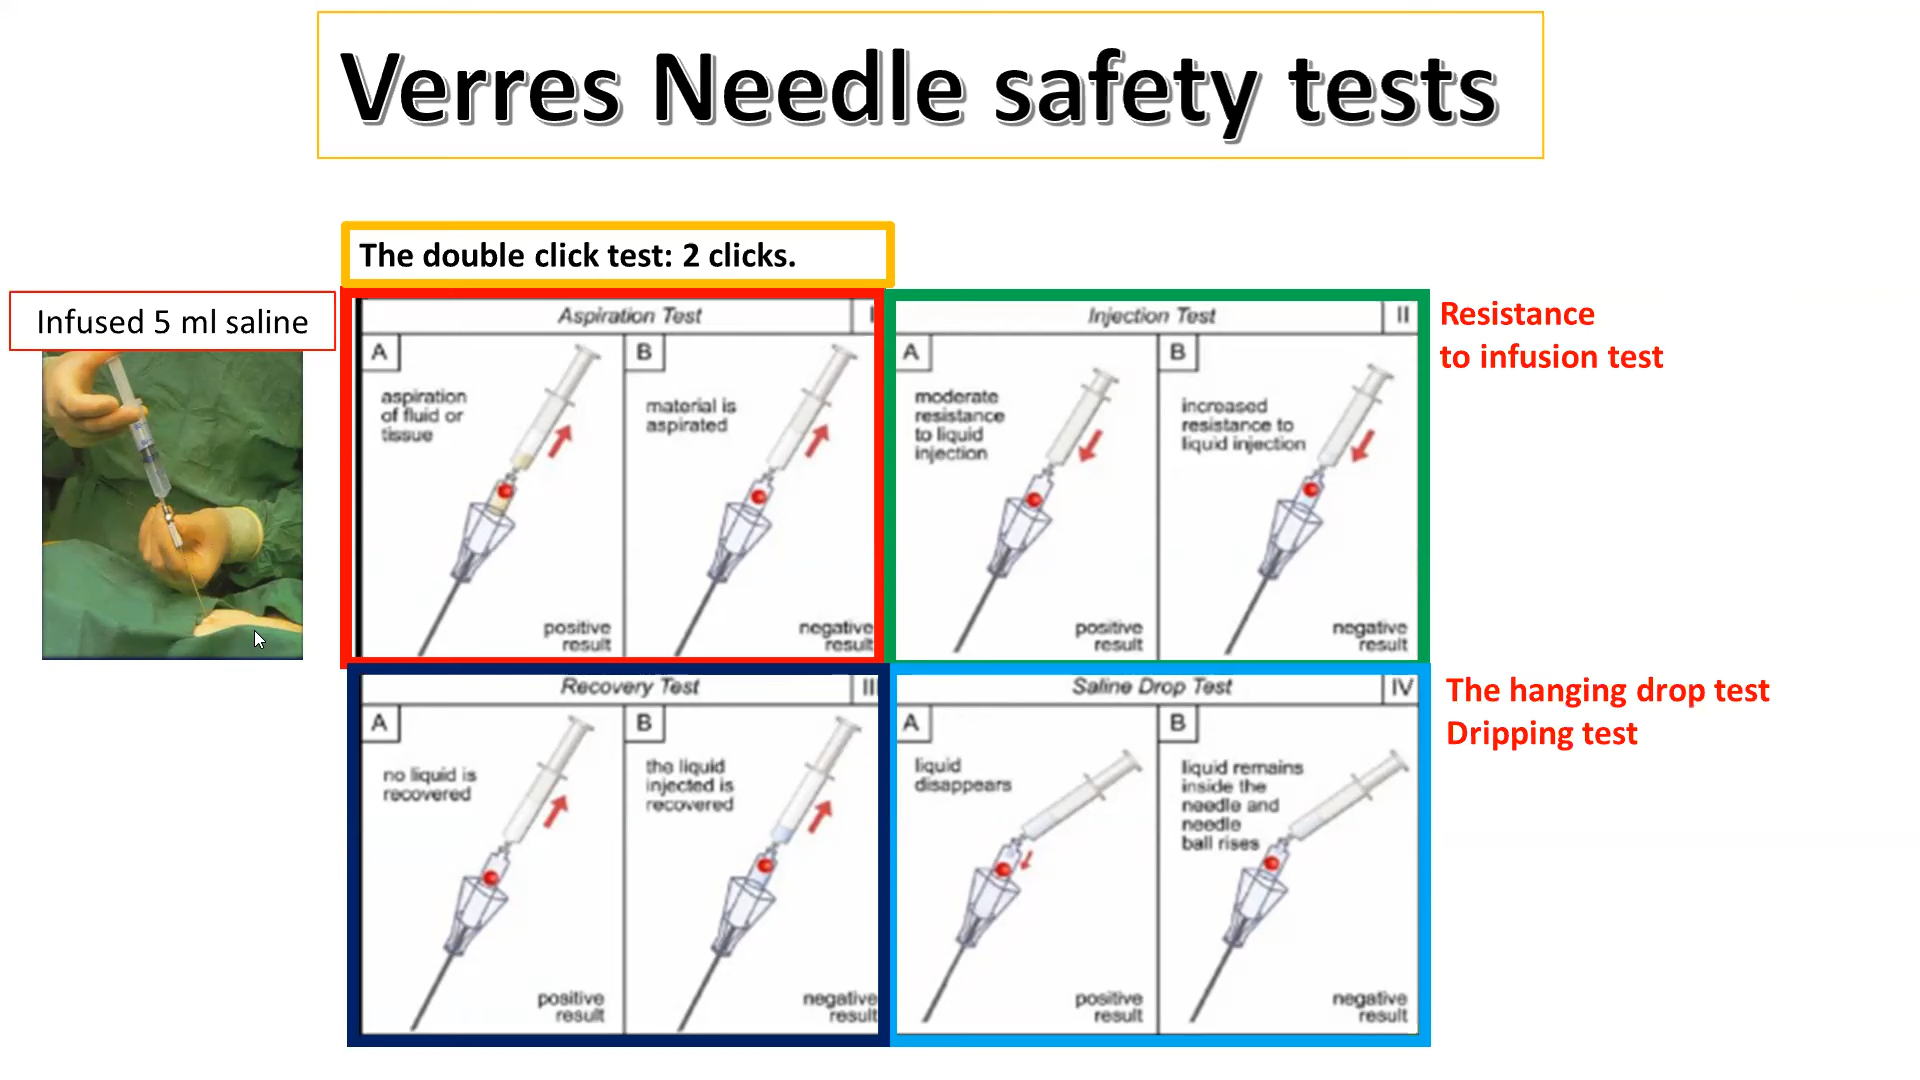 Verres Needle safety tests
The double click test: 2 clicks.
Infused 5 ml saline
Aspiration Test
I
A
aspiration
of fluid or
tissue
positive
result
B
material is
aspirated
negative
result
Injection Test
II
A
moderate
resistance
to liquid
injection
positive
result
B
increased
resistance to
liquid injection
negative
result
Resistance
to infusion test
Recovery Test
III
A
no liquid is
recovered
positive
result
B
the liquid
injected is
recovered
negative
result
Saline Drop Test
IV
A
liquid
disappears
positive
result
B
liquid remains
inside the
needle and
needle
ball rises
negative
result
The hanging drop test
Dripping test